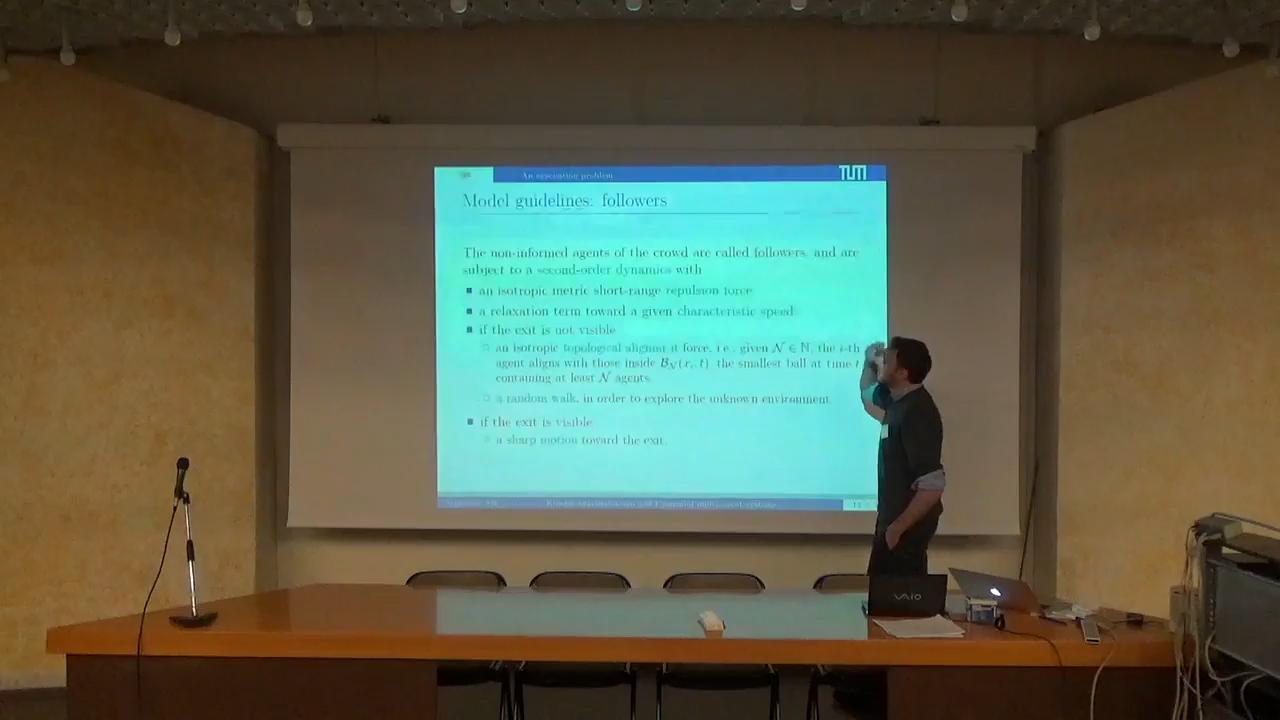 An evacuation problem
TUM
Model guidelines: followers
The non-informed agents of the crowd are called followers, and are
subject to a second-order dynamics with
■ an isotropic metric short-range repulsion force
■ a relaxation term toward a given characteristic speed
■ if the exit is not visible
□ an isotropic topological alignment force, i.e., given 𝒩 ∈ ℕ, the i-th
agent aligns with those inside ℬ𝒩(xᵢ, t) the smallest ball at time t
containing at least 𝒩 agents.
□ a random walk, in order to explore the unknown environment.
■ if the exit is visible
□ a sharp motion toward the exit.
VAIO